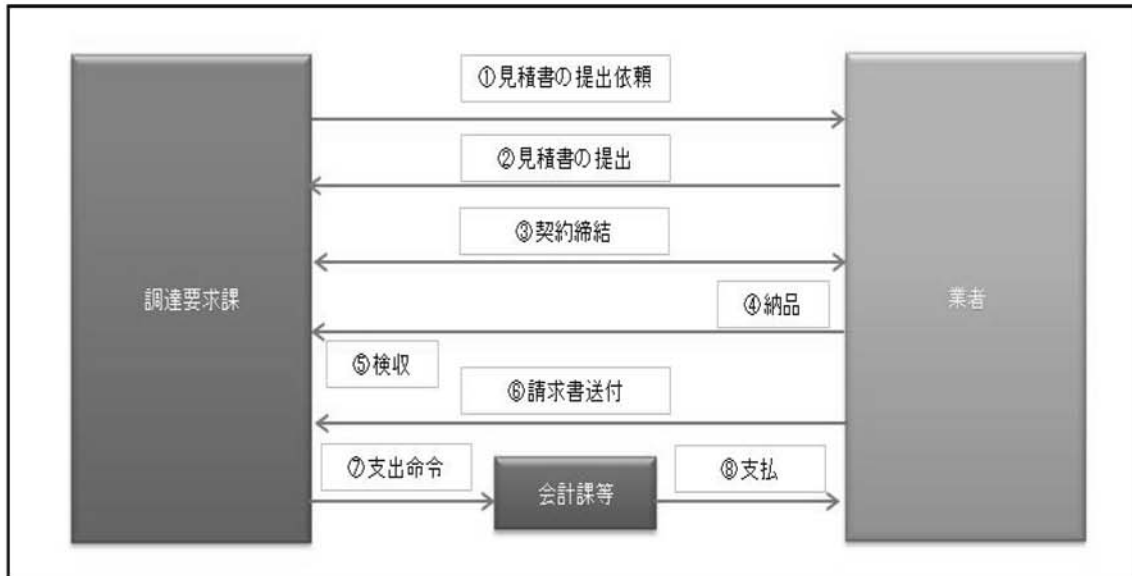 ①見積書の提出依頼
②見積書の提出
③契約締結
調達要求課
業者
④納品
⑤検収
⑥請求書送付
⑦支出命令
会計課等
⑧支払